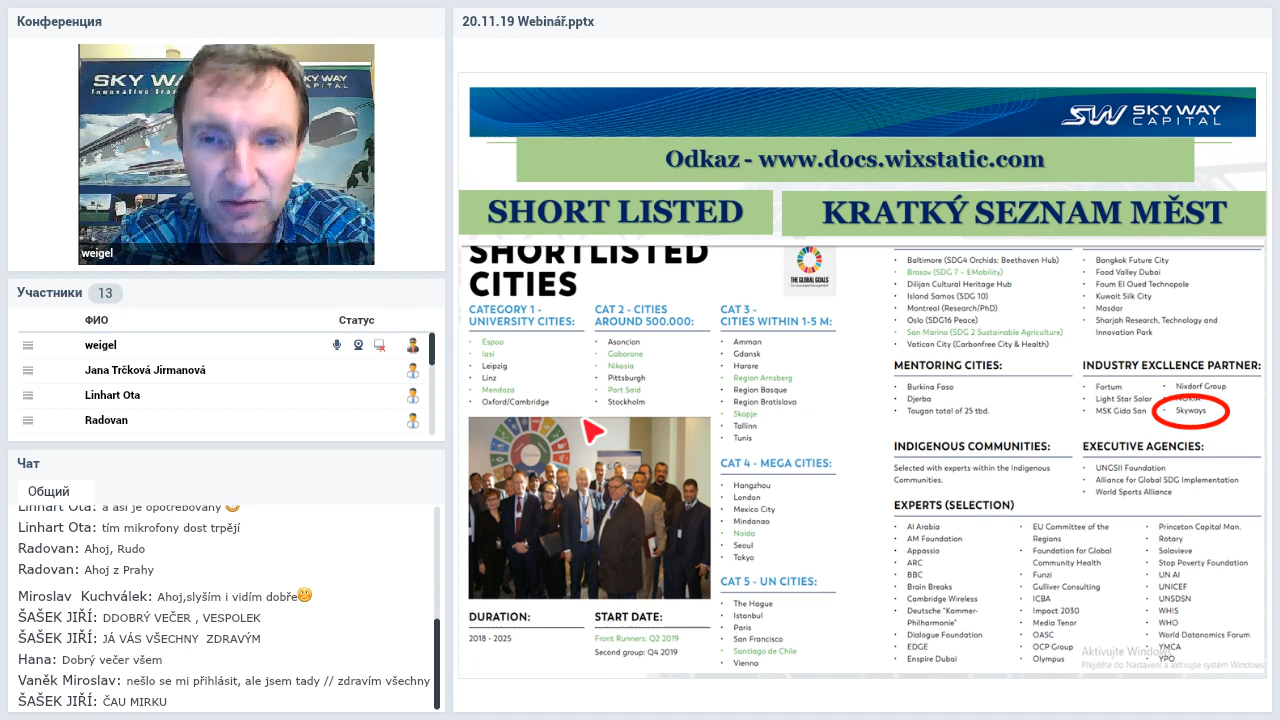 Конференция
SKY WAY
CAPITAL
weigel
Участники 13
ФИО Статус
weigel
Jana Trčková Jirmanová
Linhart Ota
Radovan
Чат
Общий
Linhart Ota: a asi je opotřebovaný
Linhart Ota: tím mikrofony dost trpějí
Radovan: Ahoj, Rudo
Radovan: Ahoj z Prahy
Miroslav Kuchválek: Ahoj,slyším i vidím dobře
ŠAŠEK JIŘÍ: DDOBRÝ VEČER , VESPOLEK
ŠAŠEK JIŘÍ: JÁ VÁS VŠECHNY ZDRAVÝM
Hana: Dobrý večer všem
Vaněk Miroslav: nešlo se mi přihlásit, ale jsem tady // zdravím všechny
ŠAŠEK JIŘÍ: ČAU MIRKU
20.11.19 Webinář.pptx
SW SKY WAY
CAPITAL
Odkaz - www.docs.wixstatic.com
SHORT LISTED
KRATKÝ SEZNAM MĚST
SHORTLISTED
CITIES
THE GLOBAL GOALS
CATEGORY 1 -
UNIVERSITY CITIES:
Espoo
Iasi
Leipzig
Linz
Mendoza
Oxford/Cambridge
CAT 2 - CITIES
AROUND 500.000:
Asoncion
Gaborone
Nikosia
Pittsburgh
Port Said
Stockholm
CAT 3 -
CITIES WITHIN 1-5 M:
Amman
Gdansk
Harare
Region Arnsberg
Region Basque
Region Bratislava
Skopje
Tallinn
Tunis
CAT 4 - MEGA CITIES:
Hangzhou
London
Mexico City
Mindanao
Noida
Seoul
Tokyo
CAT 5 - UN CITIES:
The Hague
Istanbul
Paris
San Francisco
Santiago de Chile
Vienna
DURATION:
2018 - 2025
START DATE:
Front Runners: Q2 2019
Second group: Q4 2019
Baltimore (SDG4 Orchids: Beethoven Hub)
Brasov (SDG 7 – EMobility)
Dilijan Cultural Heritage Hub
Island Samos (SDG 10)
Montreal (Research/PhD)
Oslo (SDG16 Peace)
San Marino (SDG 2 Sustainable Agriculture)
Vatican City (Carbonfree City & Health)
Bangkok Future City
Food Valley Dubai
Foum El Oued Technopole
Kuwait Silk City
Masdar
Sharjah Research, Technology and
Innovation Park
MENTORING CITIES:
Burkina Faso
Djerba
Tougan total of 25 tbd.
INDUSTRY EXCLLENCE PARTNER:
Fortum
Light Star Solar
MSK Gida San
Nixdorf Group
NOKIA
Skyways
INDIGENOUS COMMUNITIES:
Selected with experts within the Indigenous
Communities.
EXECUTIVE AGENCIES:
UNGSII Foundation
Alliance for Global SDG Implementation
World Sports Alliance
EXPERTS (SELECTION)
Al Arabia
AM Foundation
Appassio
ARC
BBC
Brain Breaks
Cambridge Wireless
Deutsche "Kammer-
Philharmonie"
Dialogue Foundation
EDGE
Enspire Dubai
EU Committee of the
Regions
Foundation for Global
Community Health
Funzi
Gulliver Consulting
ICBA
Impact 2030
Media Tenor
OASC
OCP Group
Olympus
Princeton Capital Man.
Rotary
Solavieve
Stop Poverty Foundation
UN AI
UNICEF
UNSDSN
WHIS
WHO
World Datanomics Forum
YMCA
YPO
Aktivujte Windows
Přejděte do Nastavení a aktivujte systém Windows